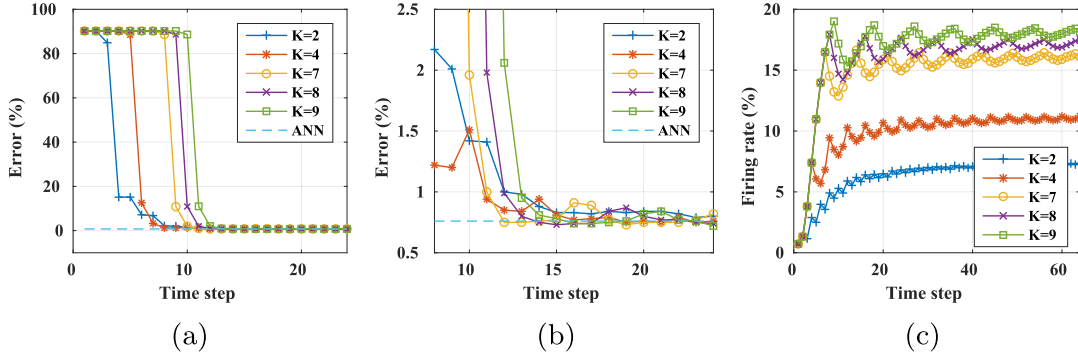 100
80
60
40
20
0
0
10
20
Error (%)
Time step
K=2
K=4
K=7
K=8
K=9
ANN
(a)
2.5
2
1.5
1
0.5
10
15
20
Error (%)
Time step
K=2
K=4
K=7
K=8
K=9
ANN
(b)
20
15
10
5
0
0
20
40
60
Firing rate (%)
Time step
K=2
K=4
K=7
K=8
K=9
(c)